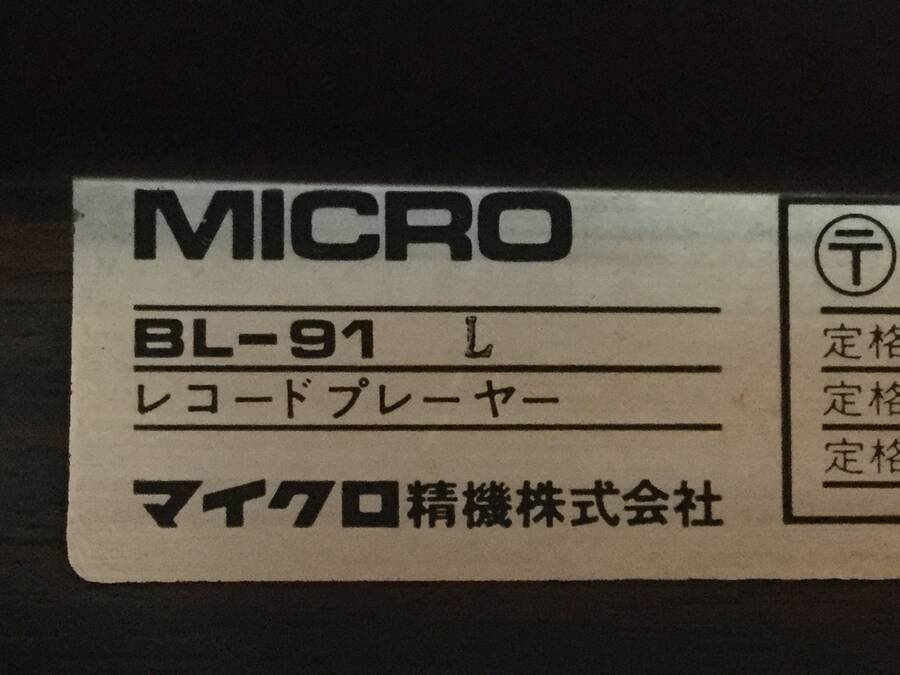 MICRO
BL-91 L
レコードプレーヤー
マイクロ精機株式会社
〒
定格
定格
定格